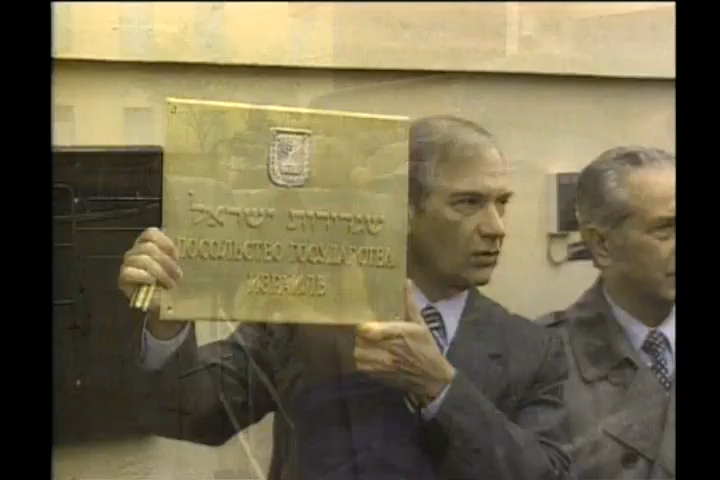 שגרירות ישראל
ПОСОЛЬСТВО ГОСУДАРСТВА
ИЗРАИЛЬ